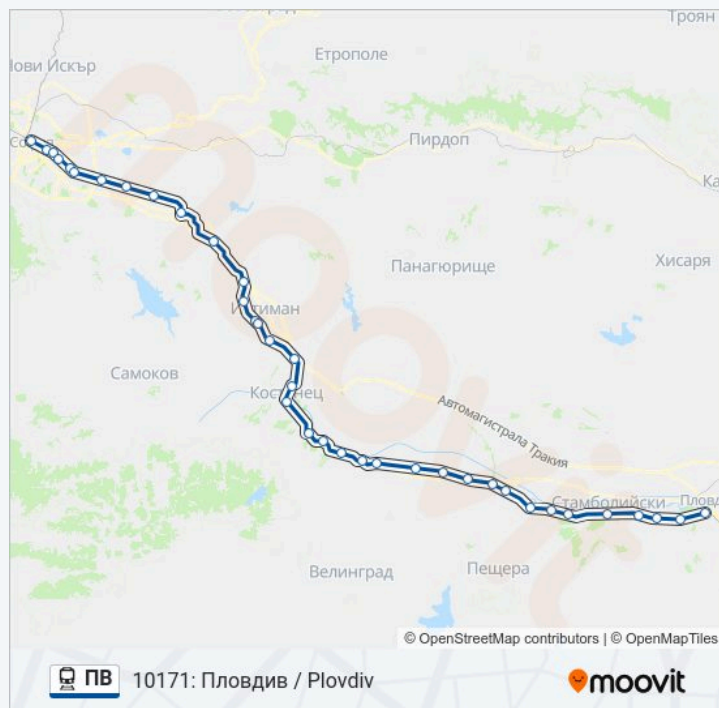 Троян
Етрополе
Нови Искър
Пирдоп
Панагюрище
Хисаря
Ихтиман
Самоков
Костенец
Автомагистрала Тракия
Стамболийски
Пловд
Пещера
Велинград
© OpenStreetMap contributors | © OpenMapTiles
ПВ 10171: Пловдив / Plovdiv
moovit